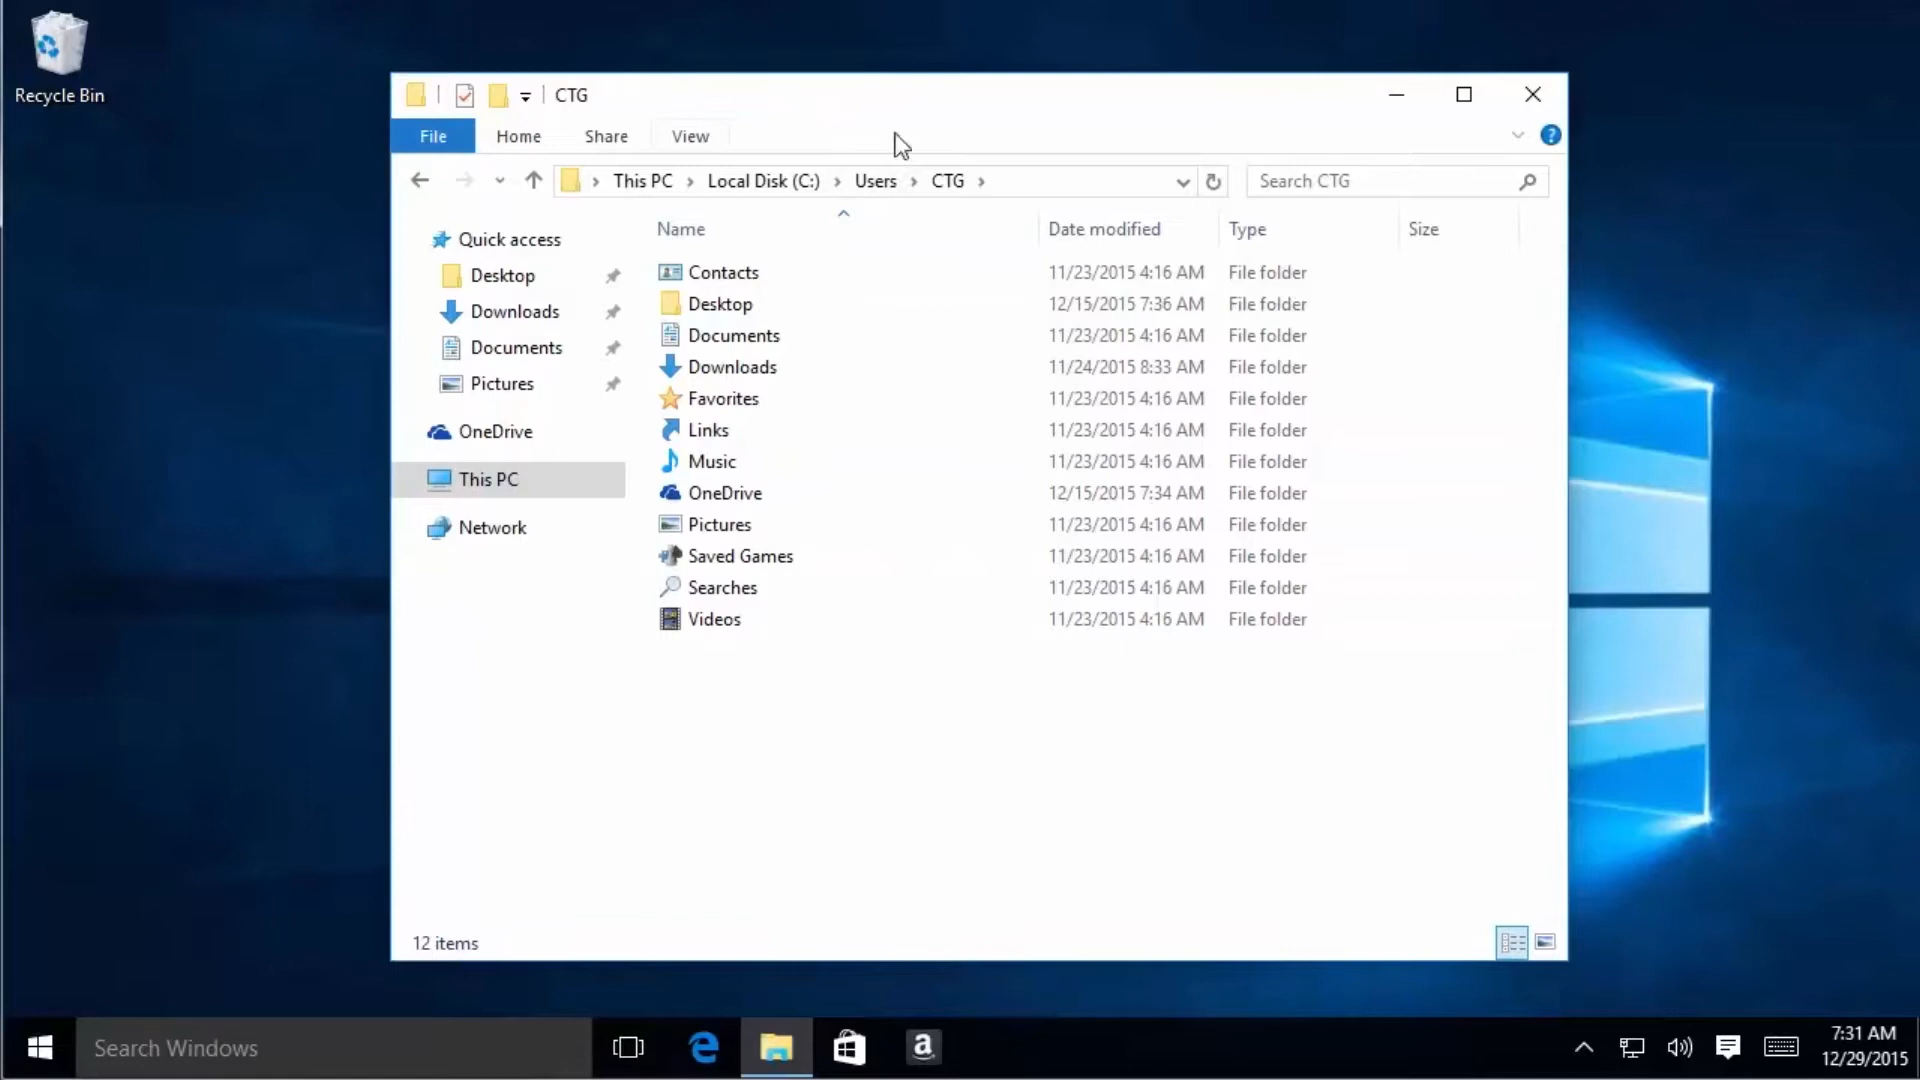 Recycle Bin
CTG
File Home Share View
This PC Local Disk (C:) Users CTG
Search CTG
Name Date modified Type Size
Quick access
Desktop
Downloads
Documents
Pictures
OneDrive
This PC
Network
Contacts 11/23/2015 4:16 AM File folder
Desktop 12/15/2015 7:36 AM File folder
Documents 11/23/2015 4:16 AM File folder
Downloads 11/24/2015 8:33 AM File folder
Favorites 11/23/2015 4:16 AM File folder
Links 11/23/2015 4:16 AM File folder
Music 11/23/2015 4:16 AM File folder
OneDrive 12/15/2015 7:34 AM File folder
Pictures 11/23/2015 4:16 AM File folder
Saved Games 11/23/2015 4:16 AM File folder
Searches 11/23/2015 4:16 AM File folder
Videos 11/23/2015 4:16 AM File folder
12 items
Search Windows
7:31 AM
12/29/2015